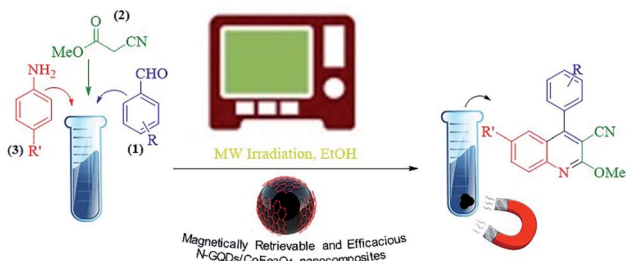 (2)
O
CN
MeO
NH2
CHO
R'
(3)
R
(1)
MW Irradiation, EtOH
Magnetically Retrievable and Efficacious
N-GQDs/CoFe2O4 nanocomposites
R
R'
CN
N
OMe